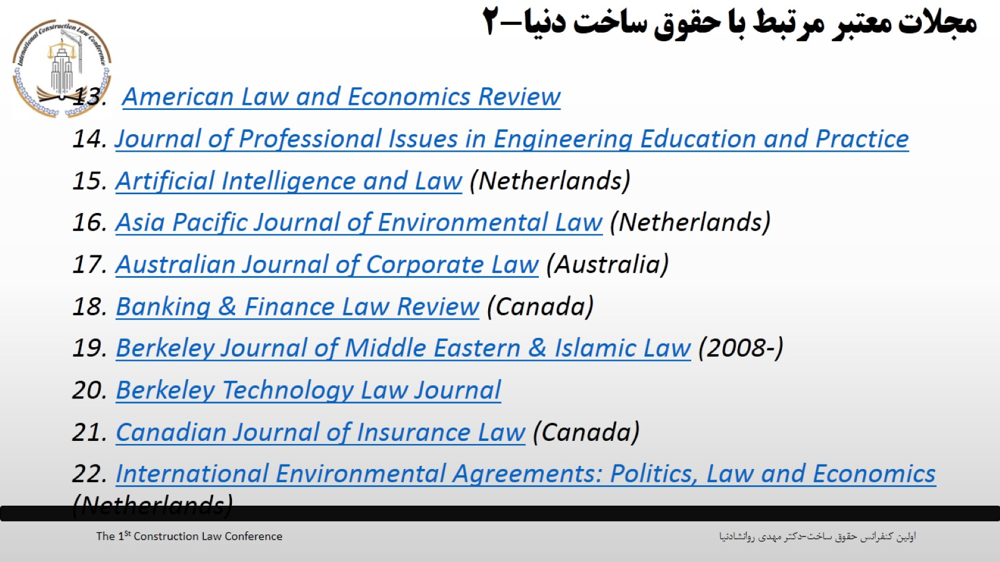 مجلات معتبر مرتبط با حقوق ساخت دنیا-۲
International Construction Law Conference
13. American Law and Economics Review
14. Journal of Professional Issues in Engineering Education and Practice
15. Artificial Intelligence and Law (Netherlands)
16. Asia Pacific Journal of Environmental Law (Netherlands)
17. Australian Journal of Corporate Law (Australia)
18. Banking & Finance Law Review (Canada)
19. Berkeley Journal of Middle Eastern & Islamic Law (2008-)
20. Berkeley Technology Law Journal
21. Canadian Journal of Insurance Law (Canada)
22. International Environmental Agreements: Politics, Law and Economics
(Netherlands)
The 1St Construction Law Conference
اولین کنفرانس حقوق ساخت-دکتر مهدی روانشادنیا